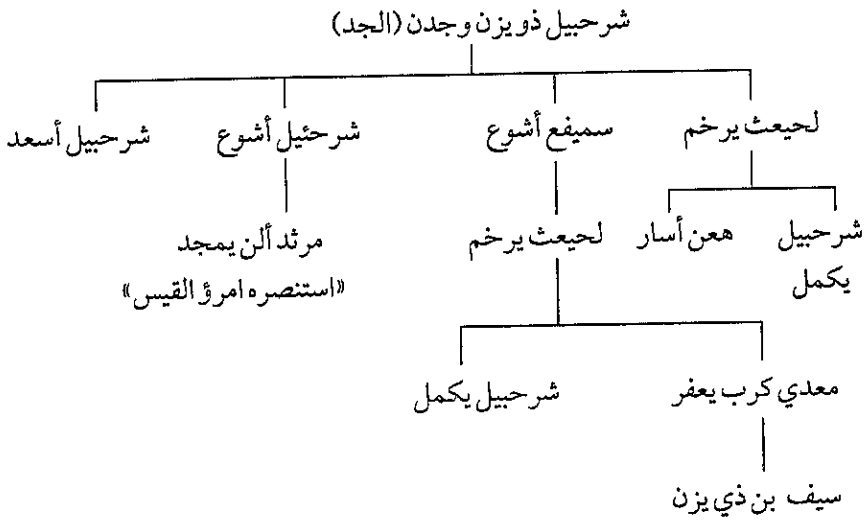 شرحبيل ذو يزن وجدن (الجد)
لحيعث يرخم
سميفع أشوع
شرحئيل أشوع
شرحبيل أسعد
شرحبيل
يكمل
هعن أسار
لحيعث يرخم
مرثد ألن يمجد
«استنصره امرؤ القيس»
معدي كرب يعفر
شرحبيل يكمل
سيف بن ذي يزن